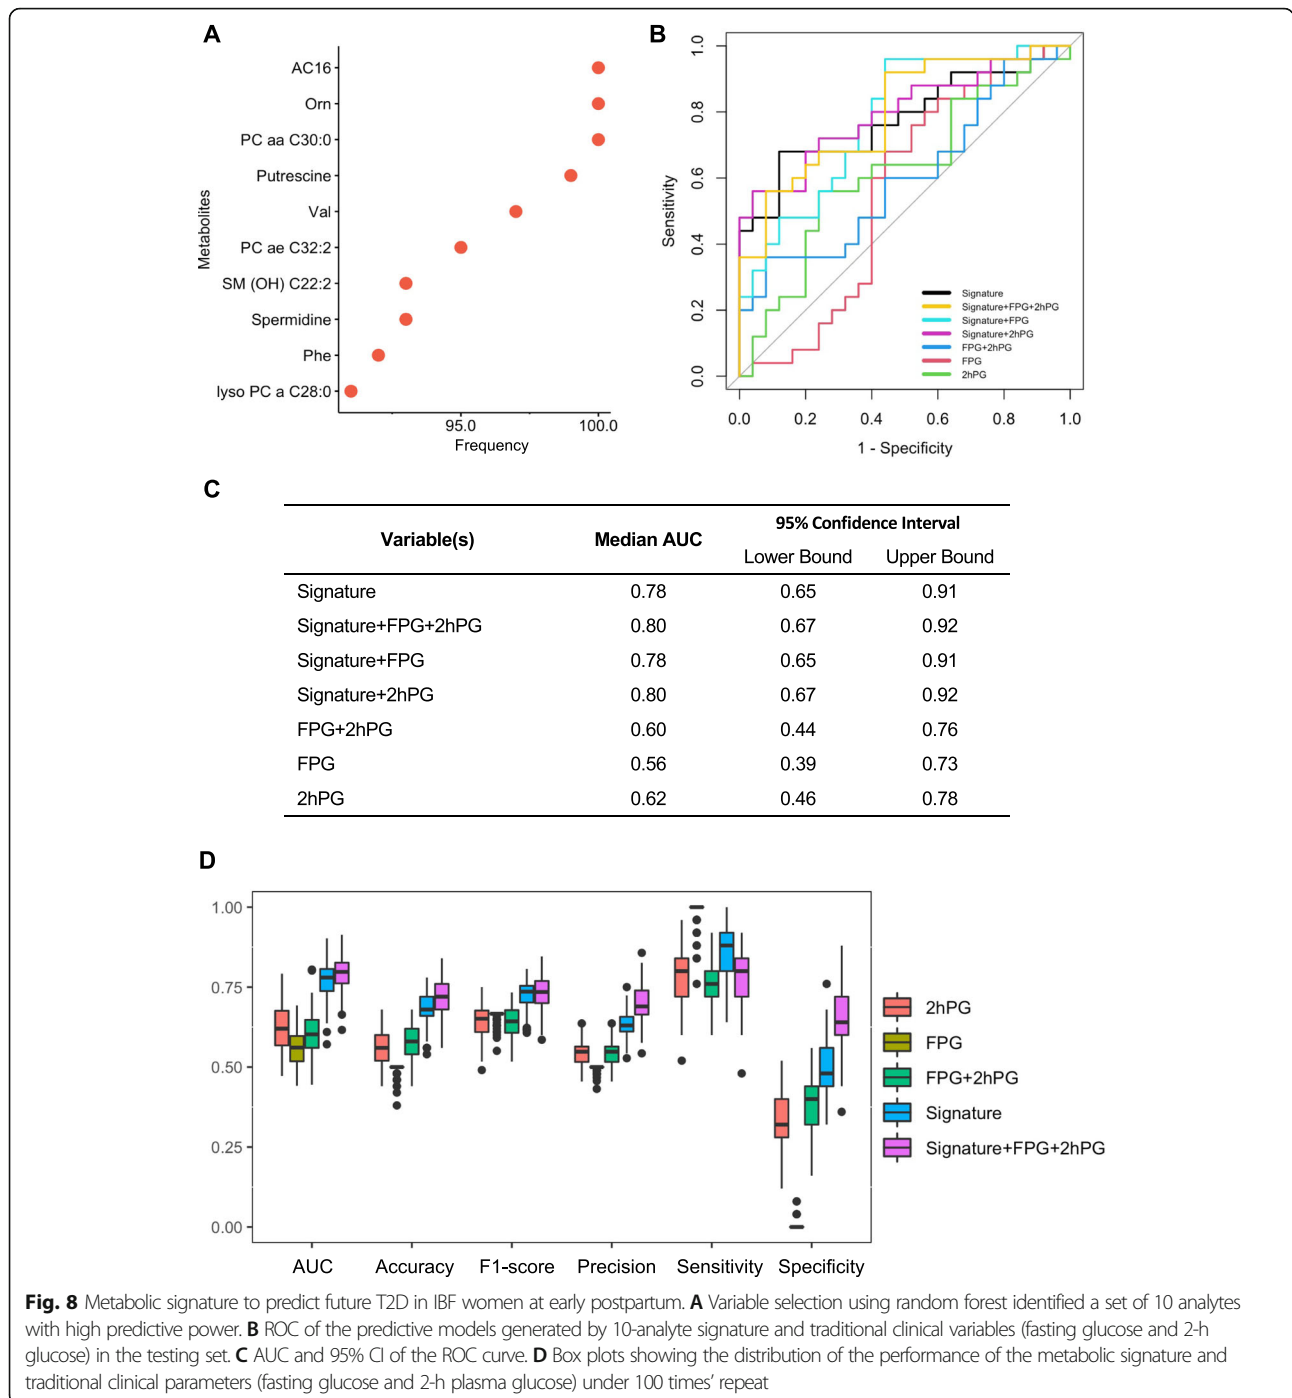 A
AC16
Orn
PC aa C30:0
Putrescine
Val
PC ae C32:2
SM (OH) C22:2
Spermidine
Phe
lyso PC a C28:0
Metabolites
95.0 100.0
Frequency
B
1.0
0.8
0.6
0.4
0.2
0.0
Sensitivity
Signature
Signature+FPG+2hPG
Signature+FPG
Signature+2hPG
FPG+2hPG
FPG
2hPG
0.0 0.2 0.4 0.6 0.8 1.0
1 - Specificity
C
Variable(s) Median AUC 95% Confidence Interval
Lower Bound Upper Bound
Signature 0.78 0.65 0.91
Signature+FPG+2hPG 0.80 0.67 0.92
Signature+FPG 0.78 0.65 0.91
Signature+2hPG 0.80 0.67 0.92
FPG+2hPG 0.60 0.44 0.76
FPG 0.56 0.39 0.73
2hPG 0.62 0.46 0.78
D
1.00
0.75
0.50
0.25
0.00
AUC Accuracy F1-score Precision Sensitivity Specificity
2hPG
FPG
FPG+2hPG
Signature
Signature+FPG+2hPG
Fig. 8 Metabolic signature to predict future T2D in IBF women at early postpartum. A Variable selection using random forest identified a set of 10 analytes
with high predictive power. B ROC of the predictive models generated by 10-analyte signature and traditional clinical variables (fasting glucose and 2-h
glucose) in the testing set. C AUC and 95% CI of the ROC curve. D Box plots showing the distribution of the performance of the metabolic signature and
traditional clinical parameters (fasting glucose and 2-h plasma glucose) under 100 times' repeat